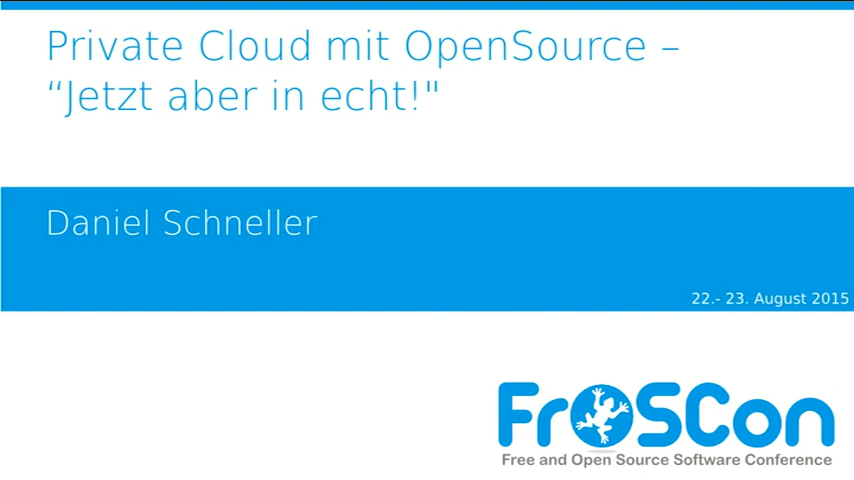 Private Cloud mit OpenSource –
“Jetzt aber in echt!"
Daniel Schneller
22.- 23. August 2015
FrOSCon
Free and Open Source Software Conference